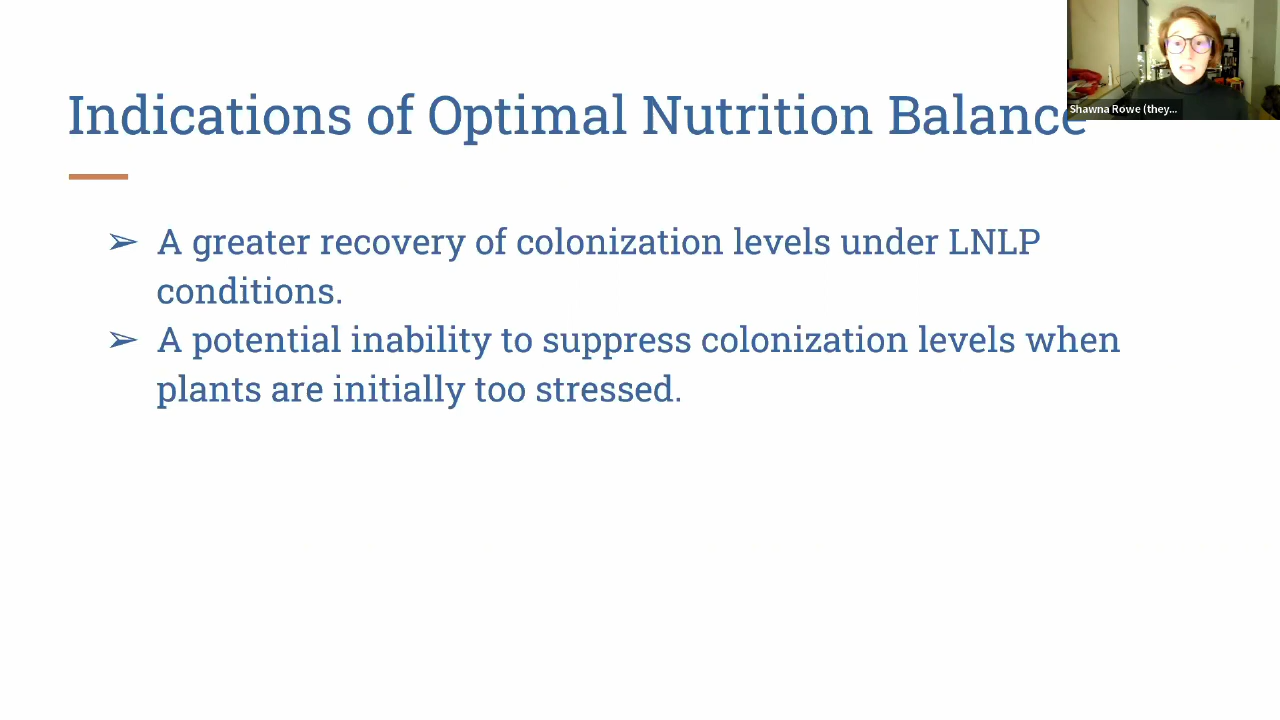 Indications of Optimal Nutrition Balance
Shawna Rowe (they...
➢ A greater recovery of colonization levels under LNLP
conditions.
➢ A potential inability to suppress colonization levels when
plants are initially too stressed.